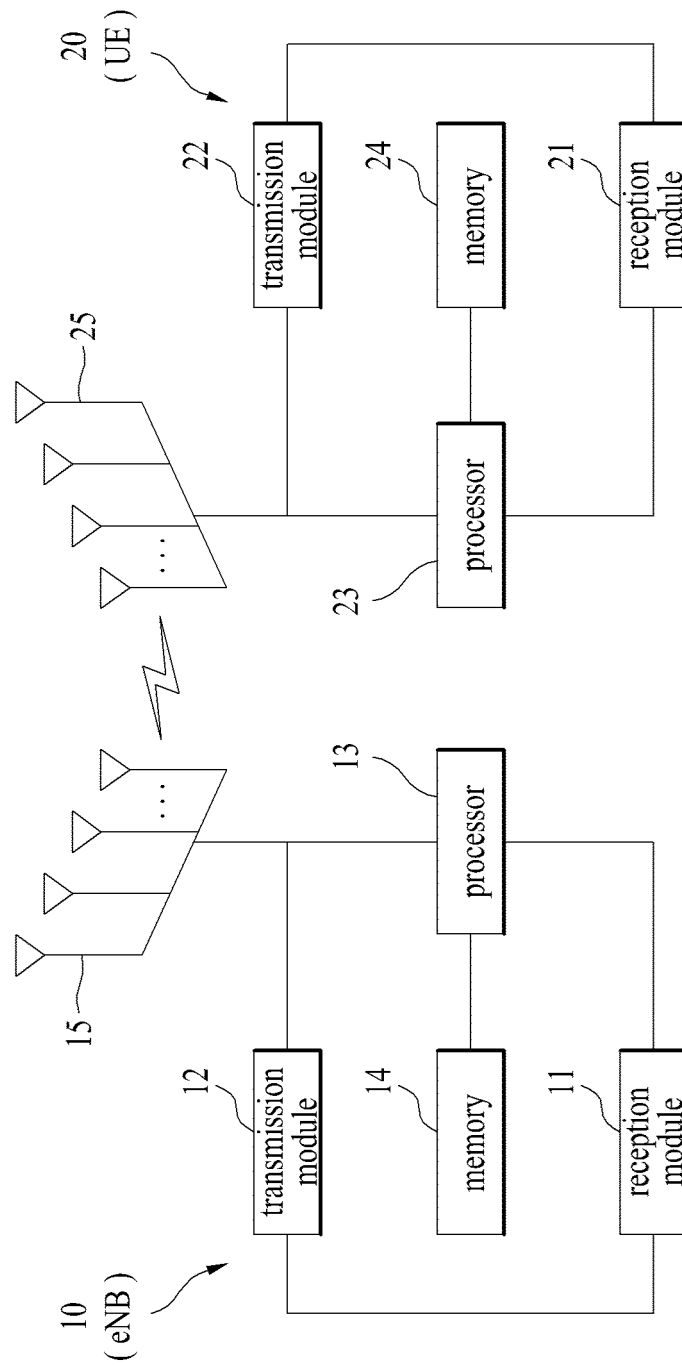 10
( eNB )
12
transmission
module
14
memory
11
reception
module
15
. . . .
13
processor
20
( UE )
22
transmission
module
24
memory
21
reception
module
25
. . . .
23
processor